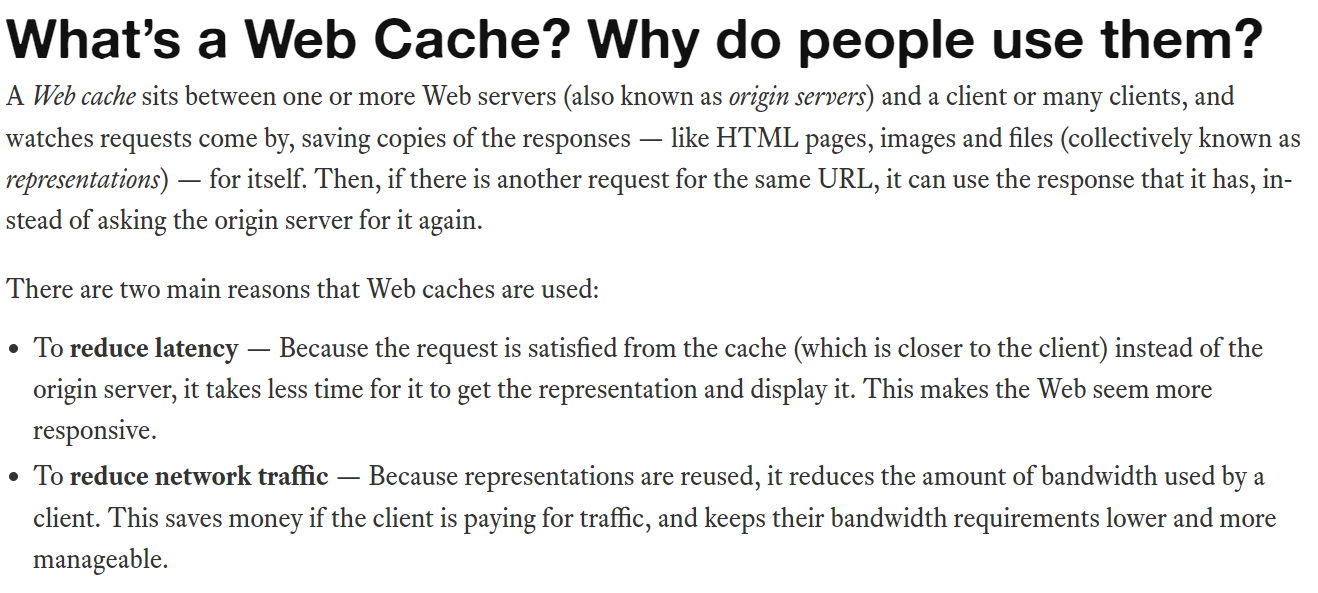 What’s a Web Cache? Why do people use them?
A Web cache sits between one or more Web servers (also known as origin servers) and a client or many clients, and
watches requests come by, saving copies of the responses — like HTML pages, images and files (collectively known as
representations) — for itself. Then, if there is another request for the same URL, it can use the response that it has, in-
stead of asking the origin server for it again.
There are two main reasons that Web caches are used:
• To reduce latency — Because the request is satisfied from the cache (which is closer to the client) instead of the
origin server, it takes less time for it to get the representation and display it. This makes the Web seem more
responsive.
• To reduce network traffic — Because representations are reused, it reduces the amount of bandwidth used by a
client. This saves money if the client is paying for traffic, and keeps their bandwidth requirements lower and more
manageable.